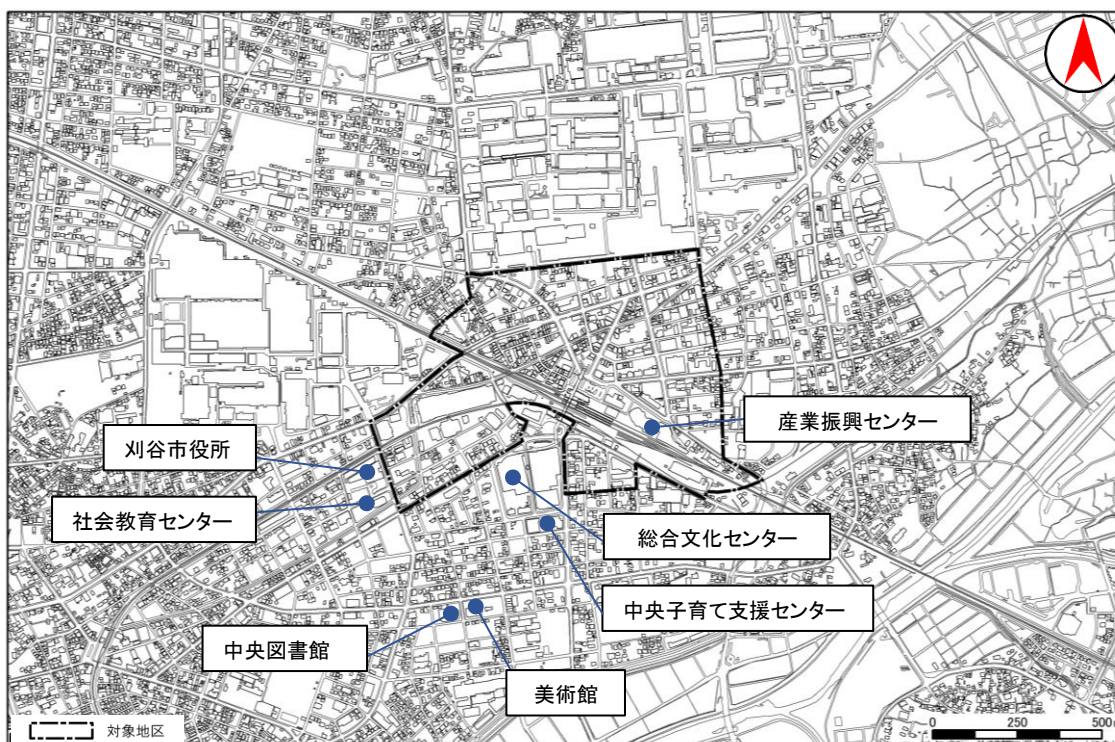 産業振興センター
刈谷市役所
社会教育センター
総合文化センター
中央子育て支援センター
中央図書館
美術館
対象地区
0 250 500